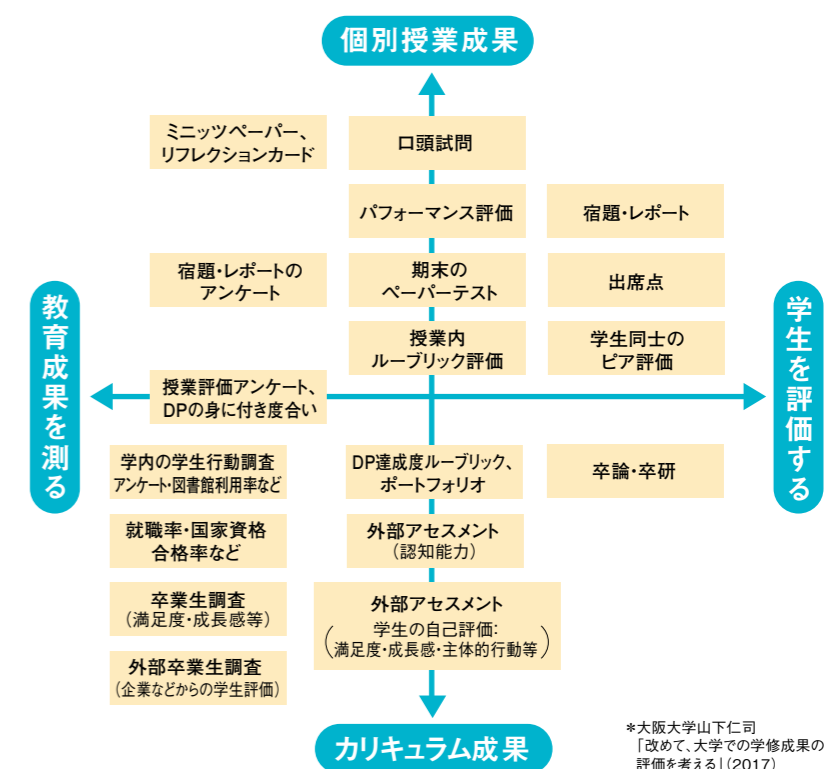 個別授業成果
ミニッツペーパー、
リフレクションカード
口頭試問
パフォーマンス評価
宿題・レポート
宿題・レポートの
アンケート
期末の
ペーパーテスト
出席点
授業内
ルーブリック評価
学生同士の
ピア評価
教育成果を測る
学生を評価する
授業評価アンケート、
DPの身に付き度合い
学内の学生行動調査
アンケート・図書館利用率など
DP達成度ルーブリック、
ポートフォリオ
卒論・卒研
就職率・国家資格
合格率など
外部アセスメント
(認知能力)
卒業生調査
(満足度・成長感等)
外部アセスメント
(学生の自己評価:
満足度・成長感・主体的行動等)
外部卒業生調査
(企業などからの学生評価)
カリキュラム成果
*大阪大学山下仁司
「改めて、大学での学修成果の
評価を考える」(2017)